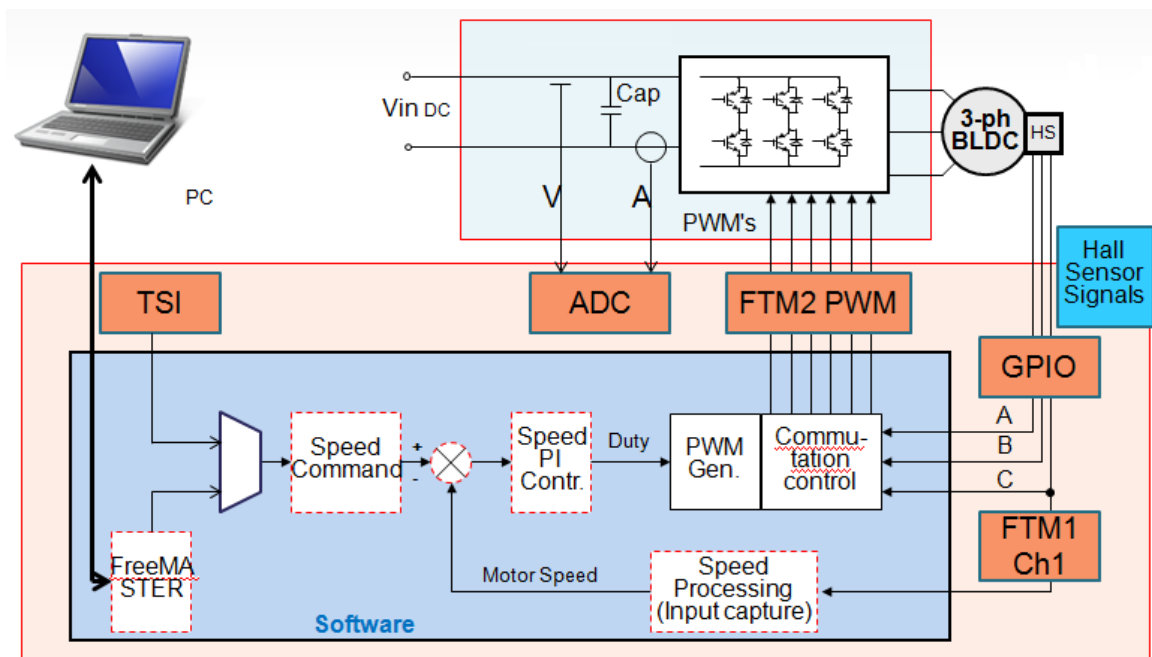 PC
Vin DC
Cap
V
A
PWM's
3-ph
BLDC
HS
Hall
Sensor
Signals
TSI
ADC
FTM2 PWM
GPIO
A
B
C
Speed
Command
+
-
Speed
PI
Contr.
Duty
PWM
Gen.
Commu-
tation
control
FTM1
Ch1
FreeMA
STER
Motor Speed
Speed
Processing
(Input capture)
Software